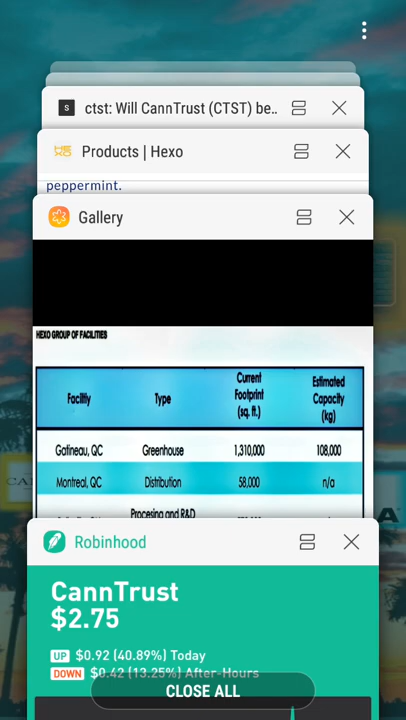 ctst: Will CannTrust (CTST) be..
Products | Hexo
peppermint.
Gallery
HEXO GROUP OF FACILITIES
Faciltiy Type Current Footprint (sq. ft.) Estimated Capacity (kg)
Gatineau, QC Greenhouse 1,310,000 108,000
Montreal, QC Distribution 58,000 n/a
Procesing and R&D
Robinhood
CannTrust
$2.75
UP $0.92 (40.89%) Today
DOWN $0.42 (13.25%) After-Hours
CLOSE ALL